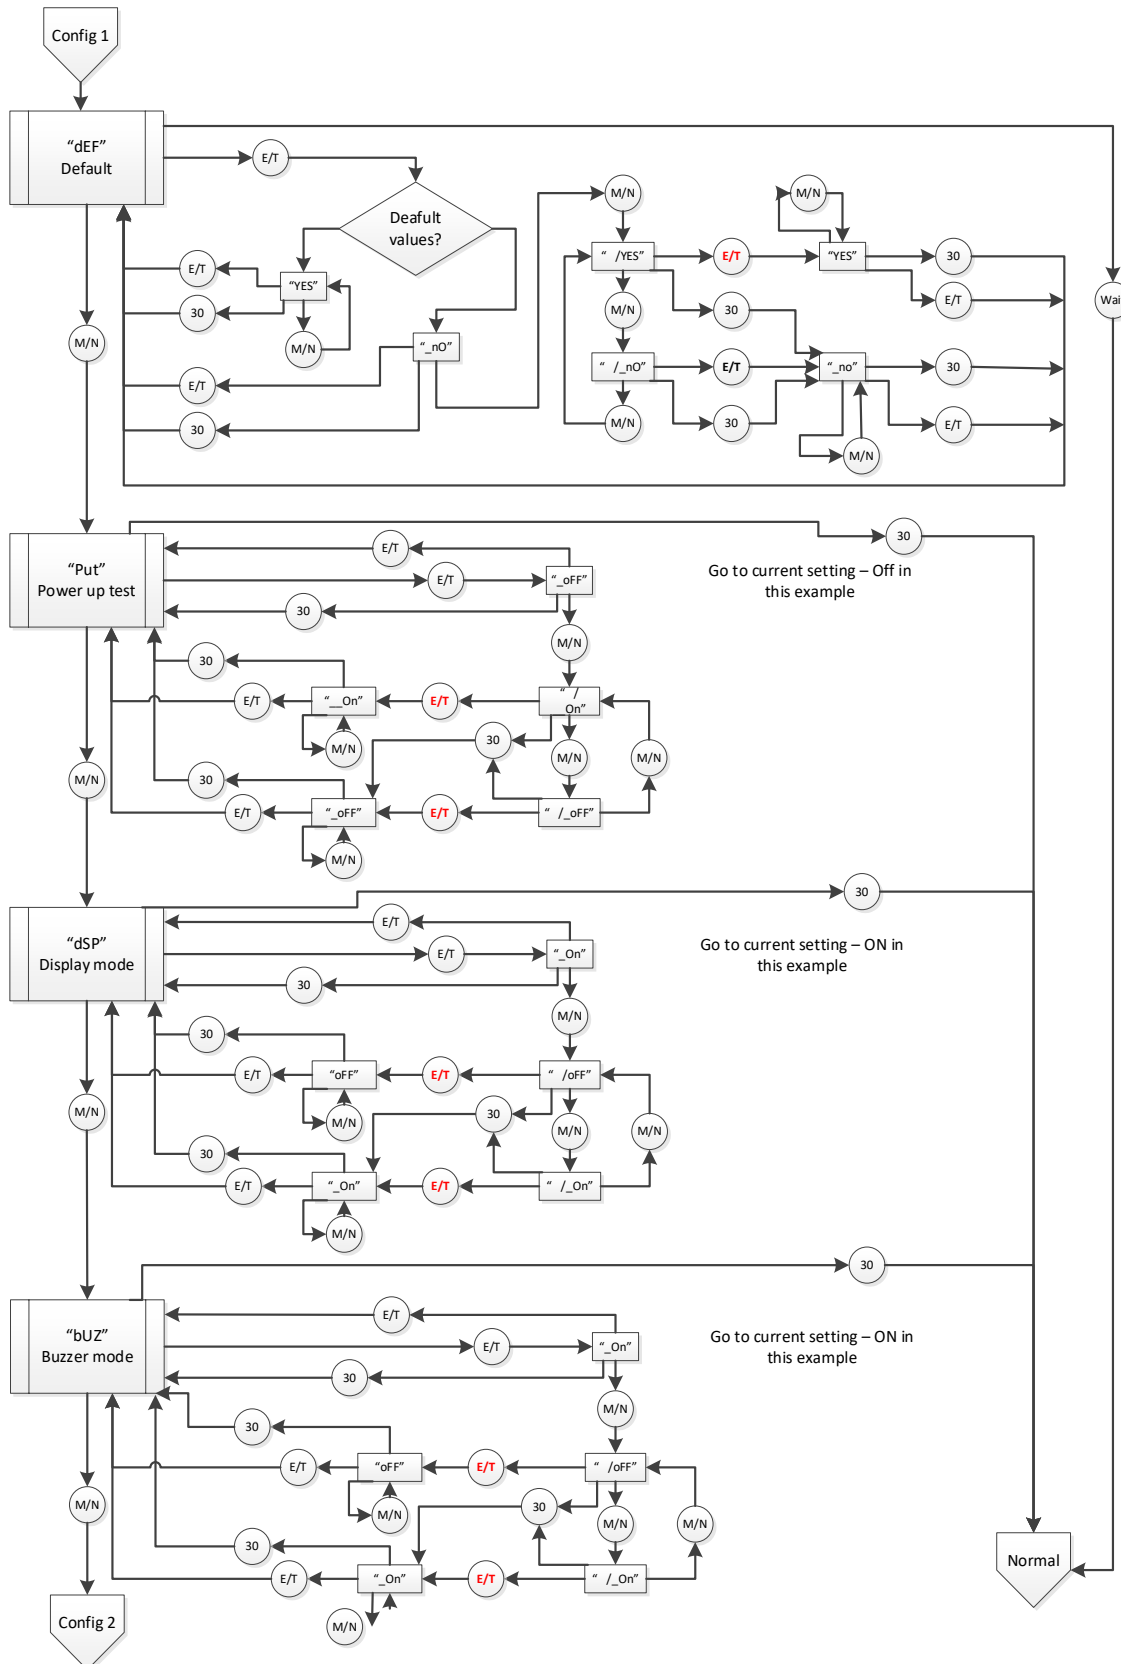 Config 1
“dEF”
Default
E/T
Deafult
values?
M/N
M/N
E/T
“YES”
30
M/N
“ /YES”
E/T
“YES”
30
E/T
M/N
30
Wai
M/N
“_nO”
E/T
30
“ /_nO”
E/T
“_no”
30
M/N
30
E/T
M/N
“Put”
Power up test
E/T
E/T
“_oFF”
30
30
Go to current setting – Off in
this example
M/N
30
E/T
“__On”
E/T
“ /
On”
M/N
30
M/N
M/N
M/N
30
E/T
“_oFF”
E/T
“ /_oFF”
M/N
“dSP”
Display mode
E/T
E/T
“_On”
30
30
Go to current setting – ON in
this example
M/N
30
E/T
“oFF”
E/T
“ /oFF”
M/N
M/N
30
M/N
M/N
30
E/T
“_On”
E/T
“ /_On”
M/N
“bUZ”
Buzzer mode
E/T
E/T
“_On”
30
30
Go to current setting – ON in
this example
M/N
30
E/T
“oFF”
E/T
“ /oFF”
M/N
M/N
30
M/N
M/N
30
E/T
“_On”
E/T
“ /_On”
M/N
Normal
Config 2